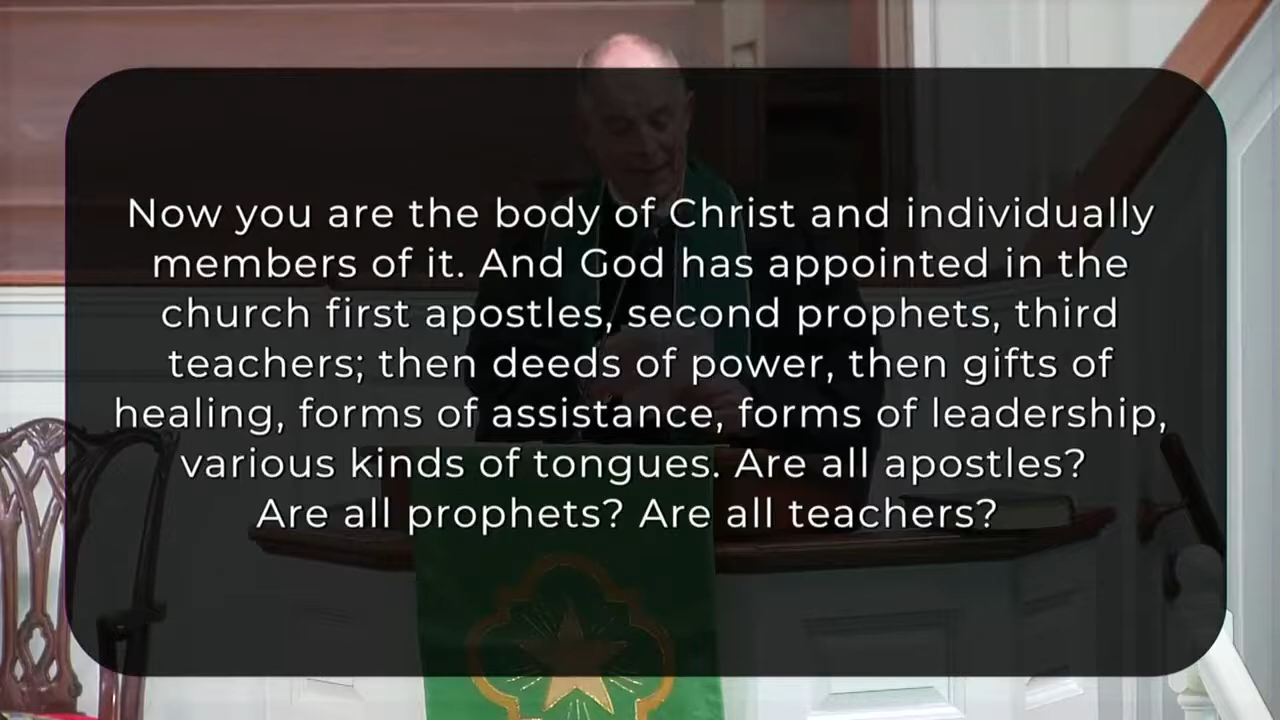 Now you are the body of Christ and individually
members of it. And God has appointed in the
church first apostles, second prophets, third
teachers; then deeds of power, then gifts of
healing, forms of assistance, forms of leadership,
various kinds of tongues. Are all apostles?
Are all prophets? Are all teachers?